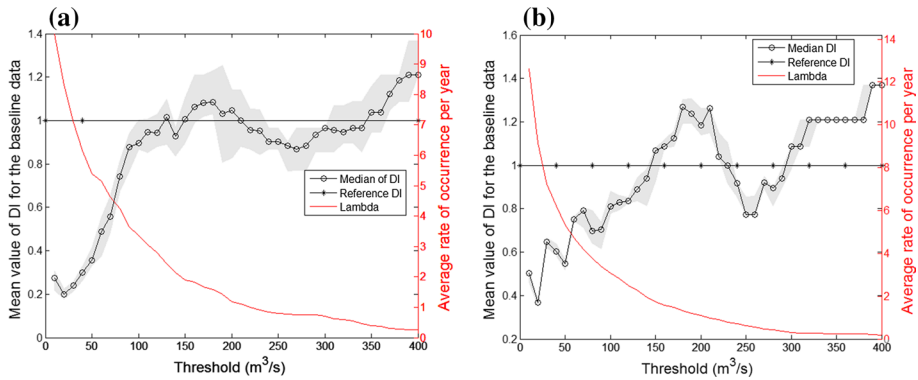 (a)
1.4
1.2
1
0.8
0.6
0.4
0.2
0
Mean value of DI for the baseline data
10
9
8
7
6
5
4
3
2
1
0
Average rate of occurrence per year
Median of DI
Reference DI
Lambda
0 50 100 150 200 250 300 350 400
Threshold (m³/s)
(b)
1.6
1.4
1.2
1
0.8
0.6
0.4
0.2
Mean value of DI for the baseline data
14
12
10
8
6
4
2
0
Average rate of occurrence per year
Median DI
Reference DI
Lambda
0 50 100 150 200 250 300 350 400
Threshold (m³/s)